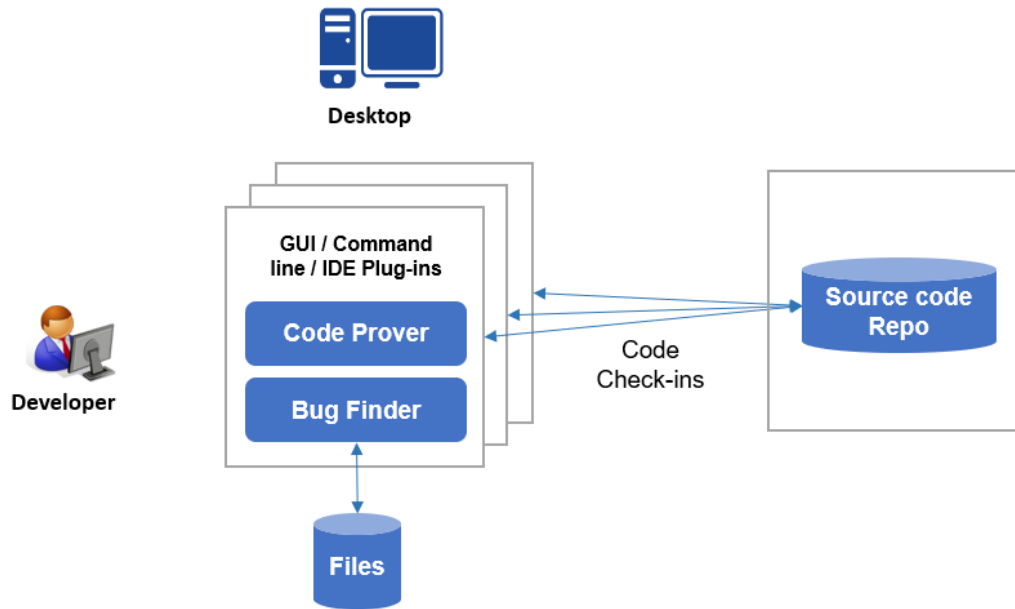 Desktop
GUI / Command
line / IDE Plug-ins
Code Prover
Bug Finder
Developer
Files
Code
Check-ins
Source code
Repo